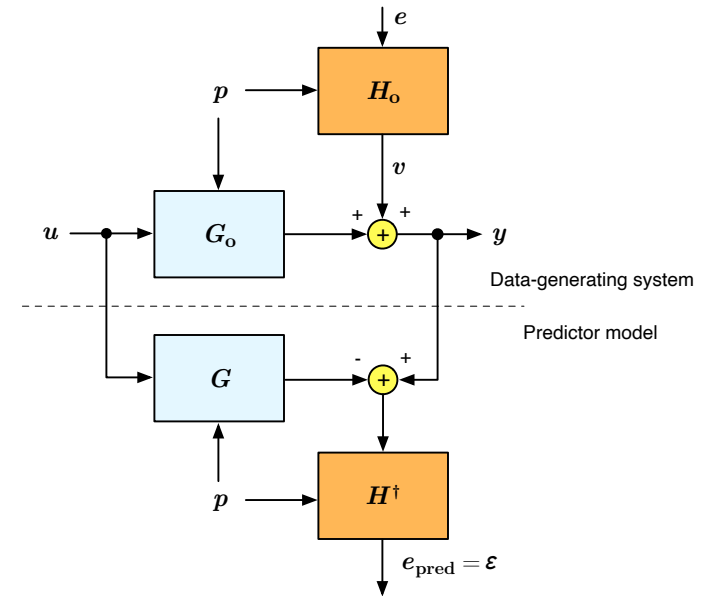 e
p
H_o
v
+ +
u
G_o
+
y
Data-generating system
Predictor model
- +
G
+
p
H^†
e_pred = ε